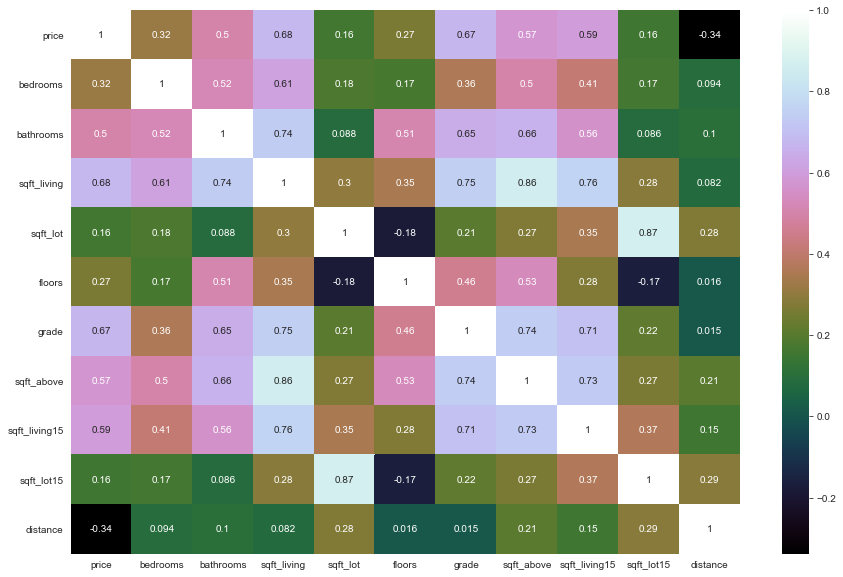 price 1 0.32 0.5 0.68 0.16 0.27 0.67 0.57 0.59 0.16 -0.34
bedrooms 0.32 1 0.52 0.61 0.18 0.17 0.36 0.5 0.41 0.17 0.094
bathrooms 0.5 0.52 1 0.74 0.088 0.51 0.65 0.66 0.56 0.086 0.1
sqft_living 0.68 0.61 0.74 1 0.3 0.35 0.75 0.86 0.76 0.28 0.082
sqft_lot 0.16 0.18 0.088 0.3 1 -0.18 0.21 0.27 0.35 0.87 0.28
floors 0.27 0.17 0.51 0.35 -0.18 1 0.46 0.53 0.28 -0.17 0.016
grade 0.67 0.36 0.65 0.75 0.21 0.46 1 0.74 0.71 0.22 0.015
sqft_above 0.57 0.5 0.66 0.86 0.27 0.53 0.74 1 0.73 0.27 0.21
sqft_living15 0.59 0.41 0.56 0.76 0.35 0.28 0.71 0.73 1 0.37 0.15
sqft_lot15 0.16 0.17 0.086 0.28 0.87 -0.17 0.22 0.27 0.37 1 0.29
distance -0.34 0.094 0.1 0.082 0.28 0.016 0.015 0.21 0.15 0.29 1
price bedrooms bathrooms sqft_living sqft_lot floors grade sqft_above sqft_living15 sqft_lot15 distance
1.0
0.8
0.6
0.4
0.2
0.0
-0.2